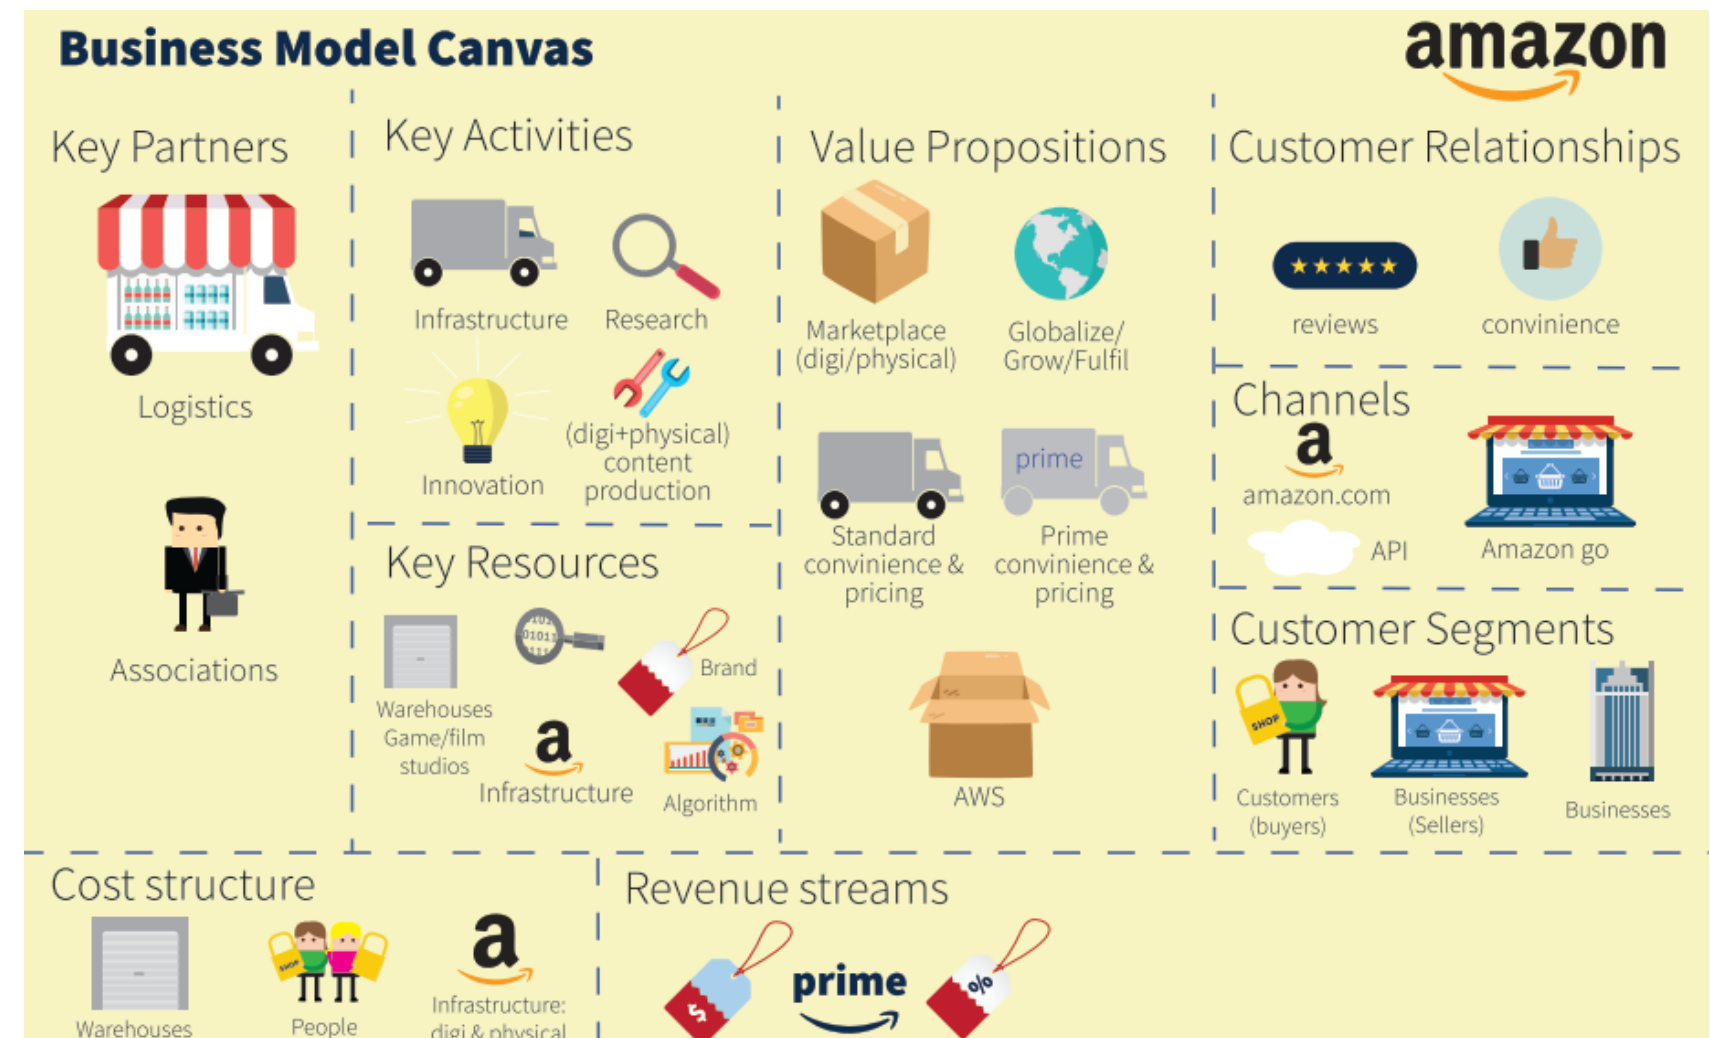 Business Model Canvas
amazon
Key Partners
Logistics
Associations
Key Activities
Infrastructure
Research
Innovation
(digi+physical)
content
production
Key Resources
Warehouses
Game/film
studios
01011
Brand
a
Infrastructure
Algorithm
Value Propositions
Marketplace
(digi/physical)
Globalize/
Grow/Fulfil
Standard
convinience &
pricing
prime
Prime
convinience &
pricing
AWS
Customer Relationships
reviews
convinience
Channels
a
amazon.com
API
Amazon go
Customer Segments
SHOP
Customers
(buyers)
Businesses
(Sellers)
Businesses
Cost structure
Warehouses
SHOP
People
a
Infrastructure:
digi & physical
Revenue streams
$
prime
%